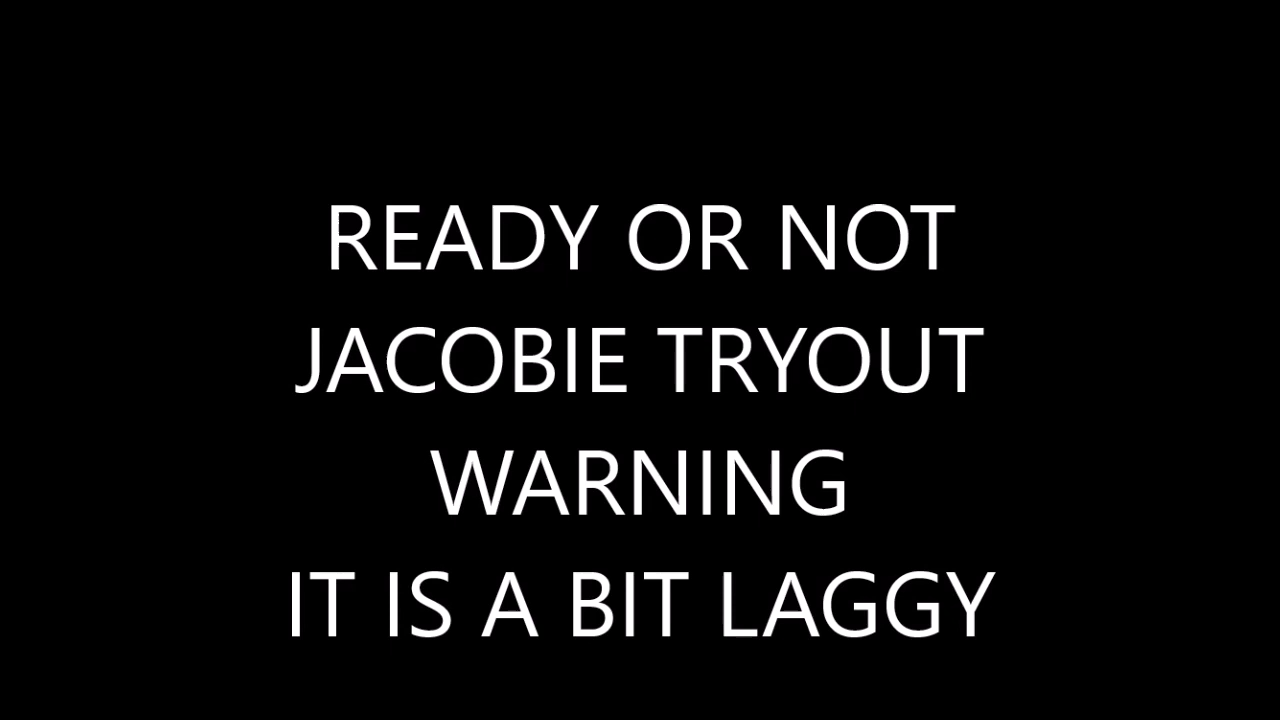 READY OR NOT
JACOBIE TRYOUT
WARNING
IT IS A BIT LAGGY